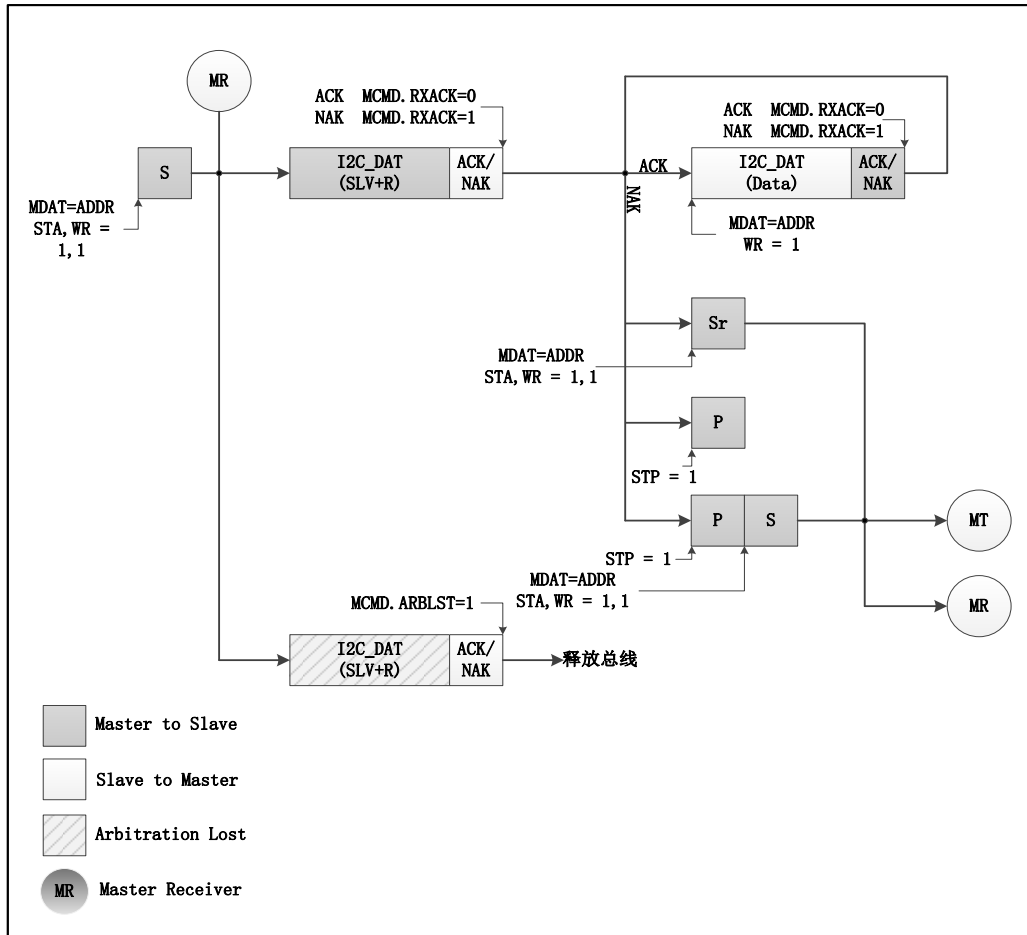 MR
ACK MCMD.RXACK=0
NAK MCMD.RXACK=1
S
I2C_DAT
(SLV+R)
ACK/
NAK
MDAT=ADDR
STA,WR =
1,1
ACK
NAK
ACK MCMD.RXACK=0
NAK MCMD.RXACK=1
I2C_DAT
(Data)
ACK/
NAK
MDAT=ADDR
WR = 1
Sr
MDAT=ADDR
STA,WR = 1,1
P
STP = 1
P
S
STP = 1
MDAT=ADDR
STA,WR = 1,1
MT
MR
MCMD.ARBLST=1
I2C_DAT
(SLV+R)
ACK/
NAK
释放总线
Master to Slave
Slave to Master
Arbitration Lost
MR Master Receiver